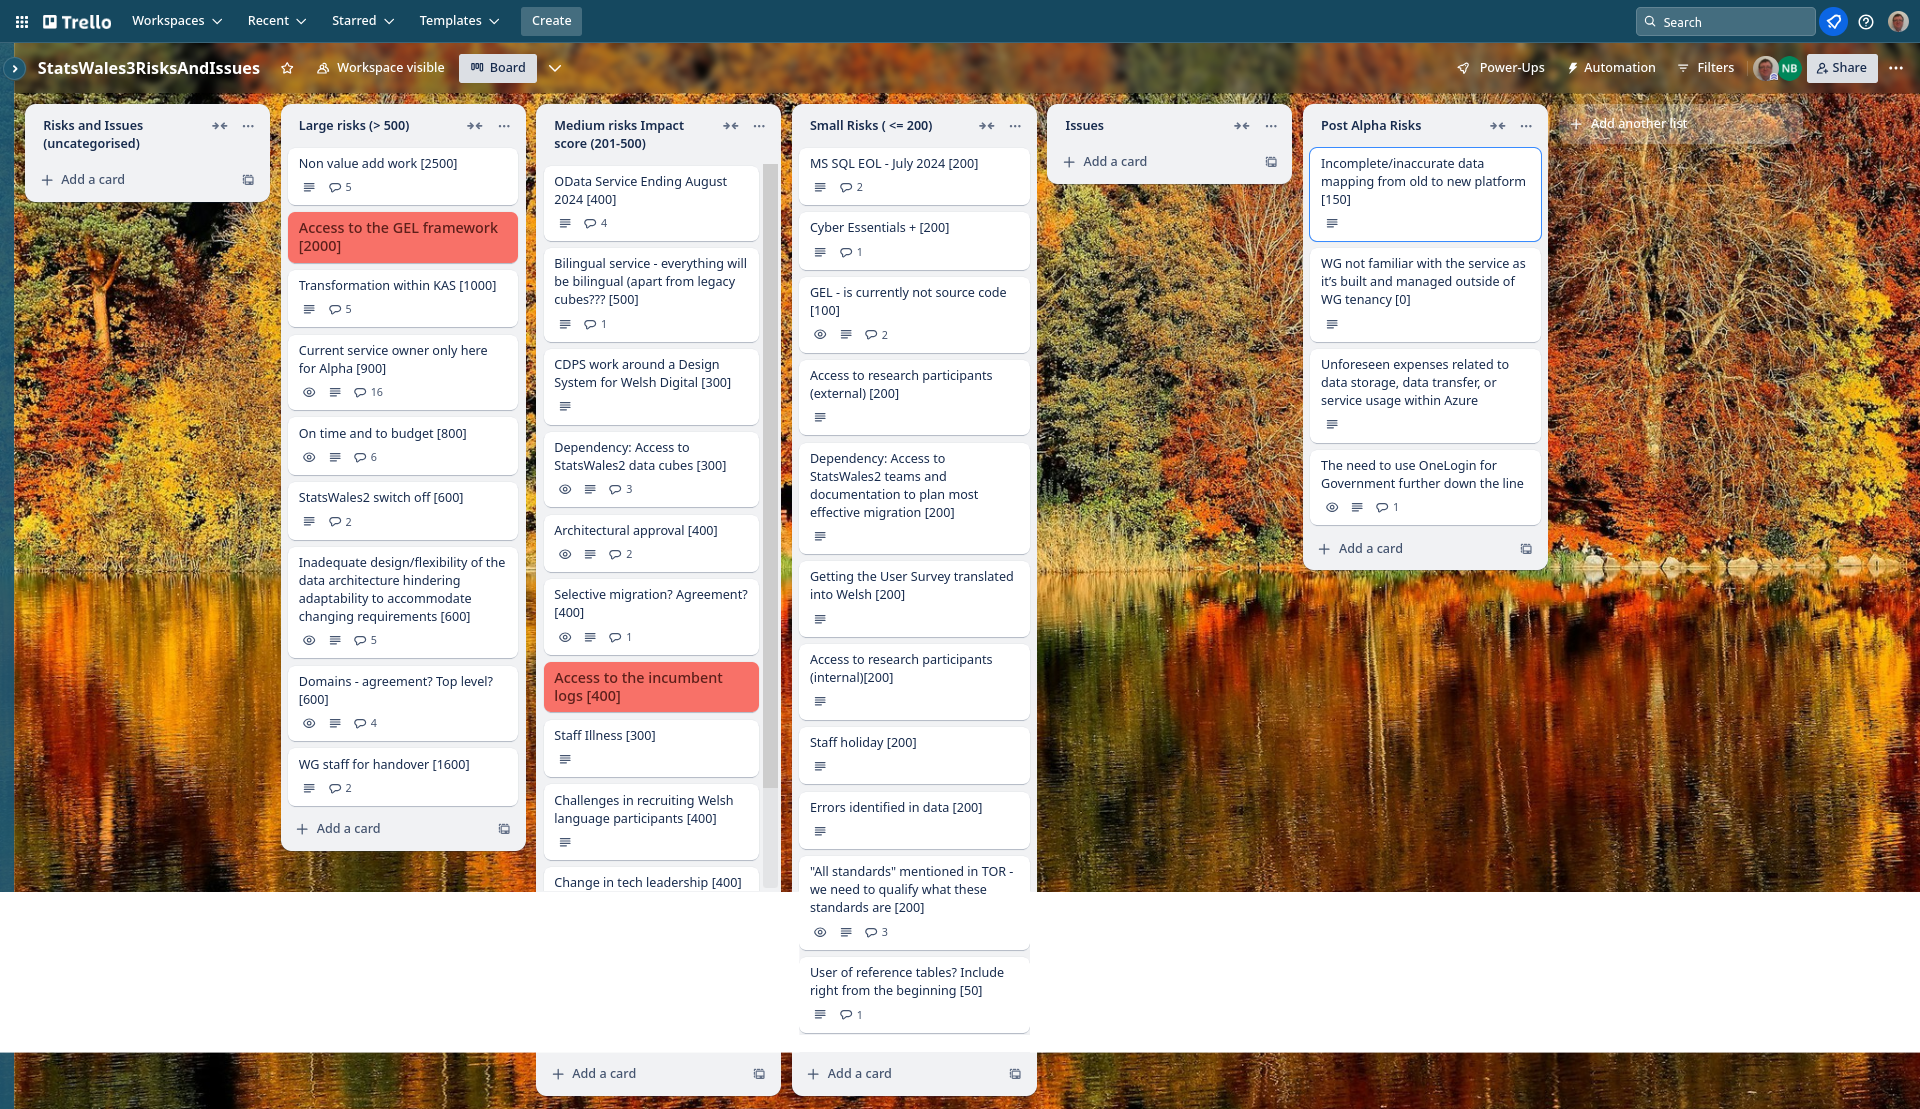 Trello
Workspaces
Recent
Starred
Templates
Create
Search
StatsWales3RisksAndIssues
Workspace visible
Board
Power-Ups
Automation
Filters
NB
Share
Risks and Issues
(uncategorised)
Add a card
Large risks (> 500)
Non value add work [2500]
5
Access to the GEL framework
[2000]
Transformation within KAS [1000]
5
Current service owner only here
for Alpha [900]
16
On time and to budget [800]
6
StatsWales2 switch off [600]
2
Inadequate design/flexibility of the
data architecture hindering
adaptability to accommodate
changing requirements [600]
5
Domains - agreement? Top level?
[600]
4
WG staff for handover [1600]
2
Add a card
Medium risks Impact
score (201-500)
OData Service Ending August
2024 [400]
4
Bilingual service - everything will
be bilingual (apart from legacy
cubes??? [500]
1
CDPS work around a Design
System for Welsh Digital [300]
Dependency: Access to
StatsWales2 data cubes [300]
3
Architectural approval [400]
2
Selective migration? Agreement?
[400]
1
Access to the incumbent
logs [400]
Staff Illness [300]
Challenges in recruiting Welsh
language participants [400]
Change in tech leadership [400]
Add a card
Small Risks ( <= 200)
MS SQL EOL - July 2024 [200]
2
Cyber Essentials + [200]
1
GEL - is currently not source code
[100]
2
Access to research participants
(external) [200]
Dependency: Access to
StatsWales2 teams and
documentation to plan most
effective migration [200]
Getting the User Survey translated
into Welsh [200]
Access to research participants
(internal)[200]
Staff holiday [200]
Errors identified in data [200]
"All standards" mentioned in TOR -
we need to qualify what these
standards are [200]
3
User of reference tables? Include
right from the beginning [50]
1
Add a card
Issues
Add a card
Post Alpha Risks
Incomplete/inaccurate data
mapping from old to new platform
[150]
WG not familiar with the service as
it's built and managed outside of
WG tenancy [0]
Unforeseen expenses related to
data storage, data transfer, or
service usage within Azure
The need to use OneLogin for
Government further down the line
1
Add a card
Add another list